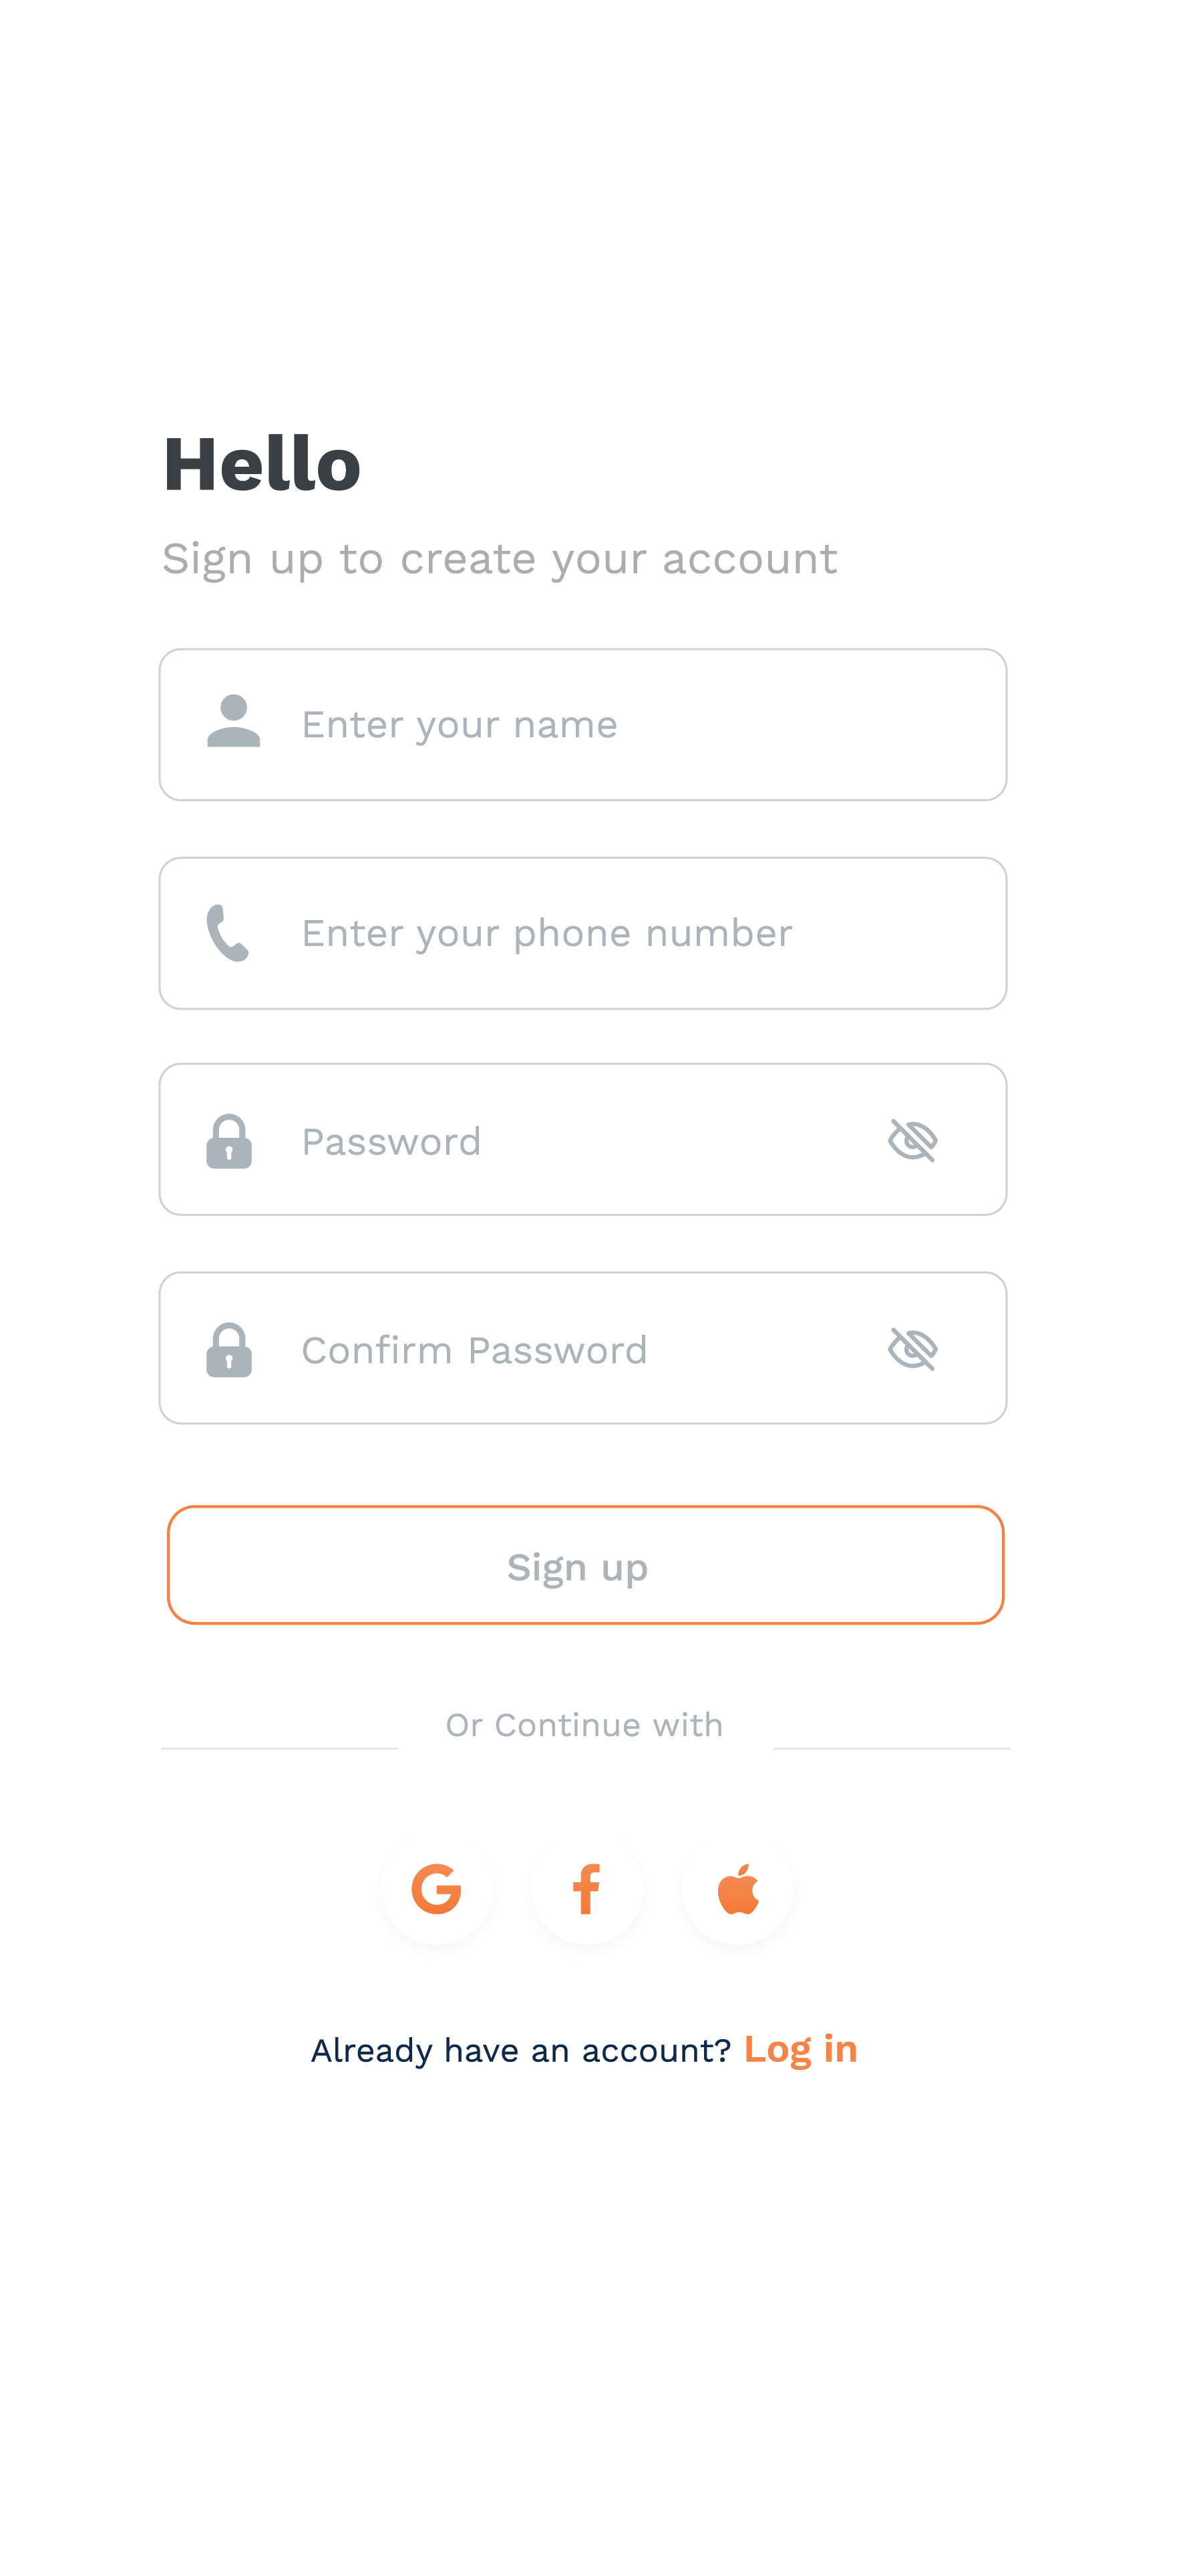 Hello
Sign up to create your account
Enter your name
Enter your phone number
Password
Confirm Password
Sign up
Or Continue with
Already have an account? Log in